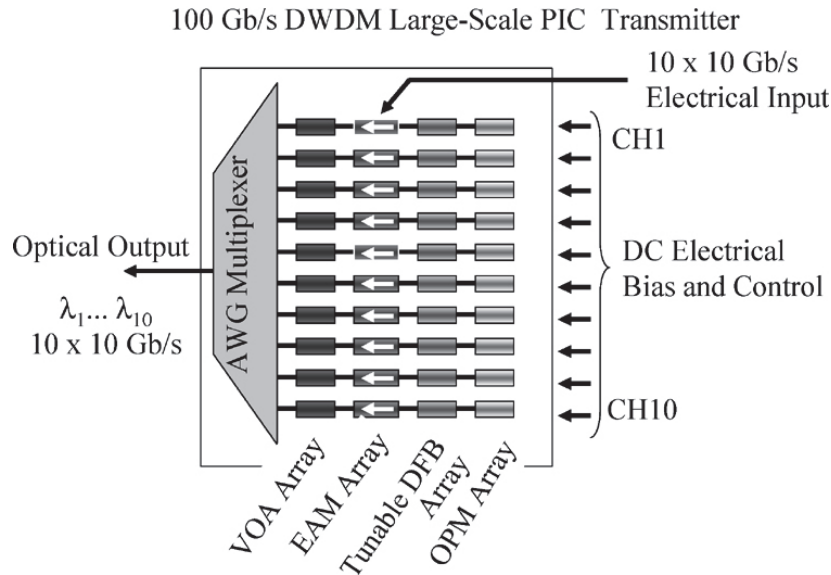 100 Gb/s DWDM Large-Scale PIC Transmitter
10 x 10 Gb/s
Electrical Input
CH1
AWG Multiplexer
Optical Output
λ1... λ10
10 x 10 Gb/s
DC Electrical
Bias and Control
CH10
VOA Array
EAM Array
Tunable DFB
Array
OPM Array